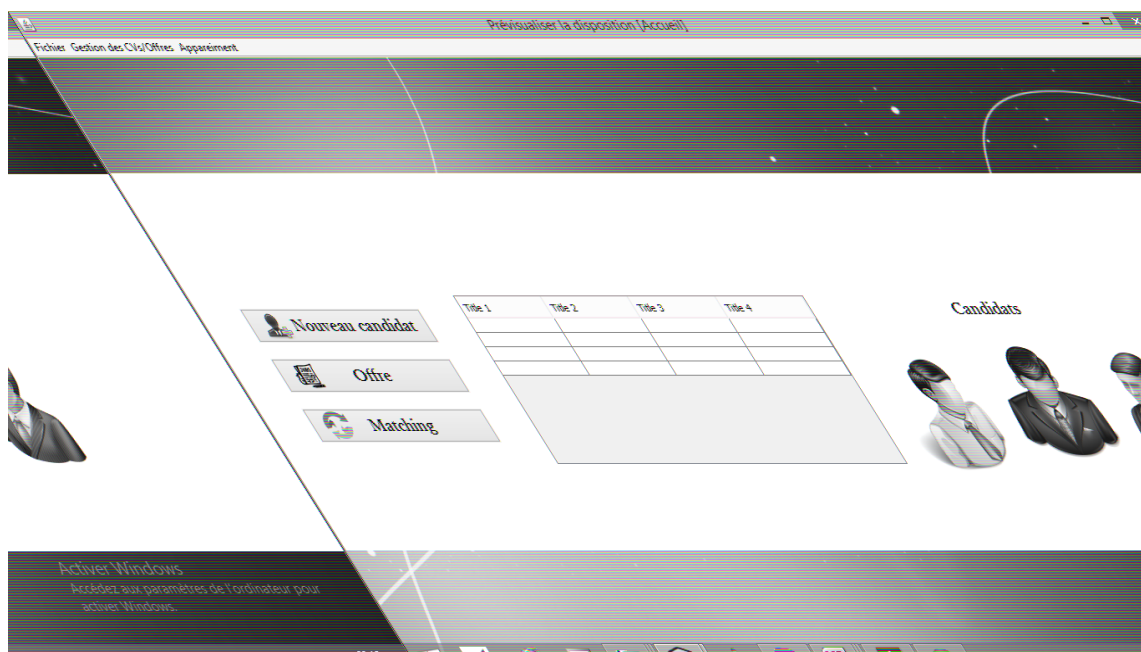 Prévisualiser la disposition [Accueil]
Fichier Gestion des CVs/Offres Appareiment
Title 1 Title 2 Title 3 Title 4
Candidats
Nouveau candidat
Offre
Matching
Activer Windows
Accédez aux paramètres de l'ordinateur pour
activer Windows.